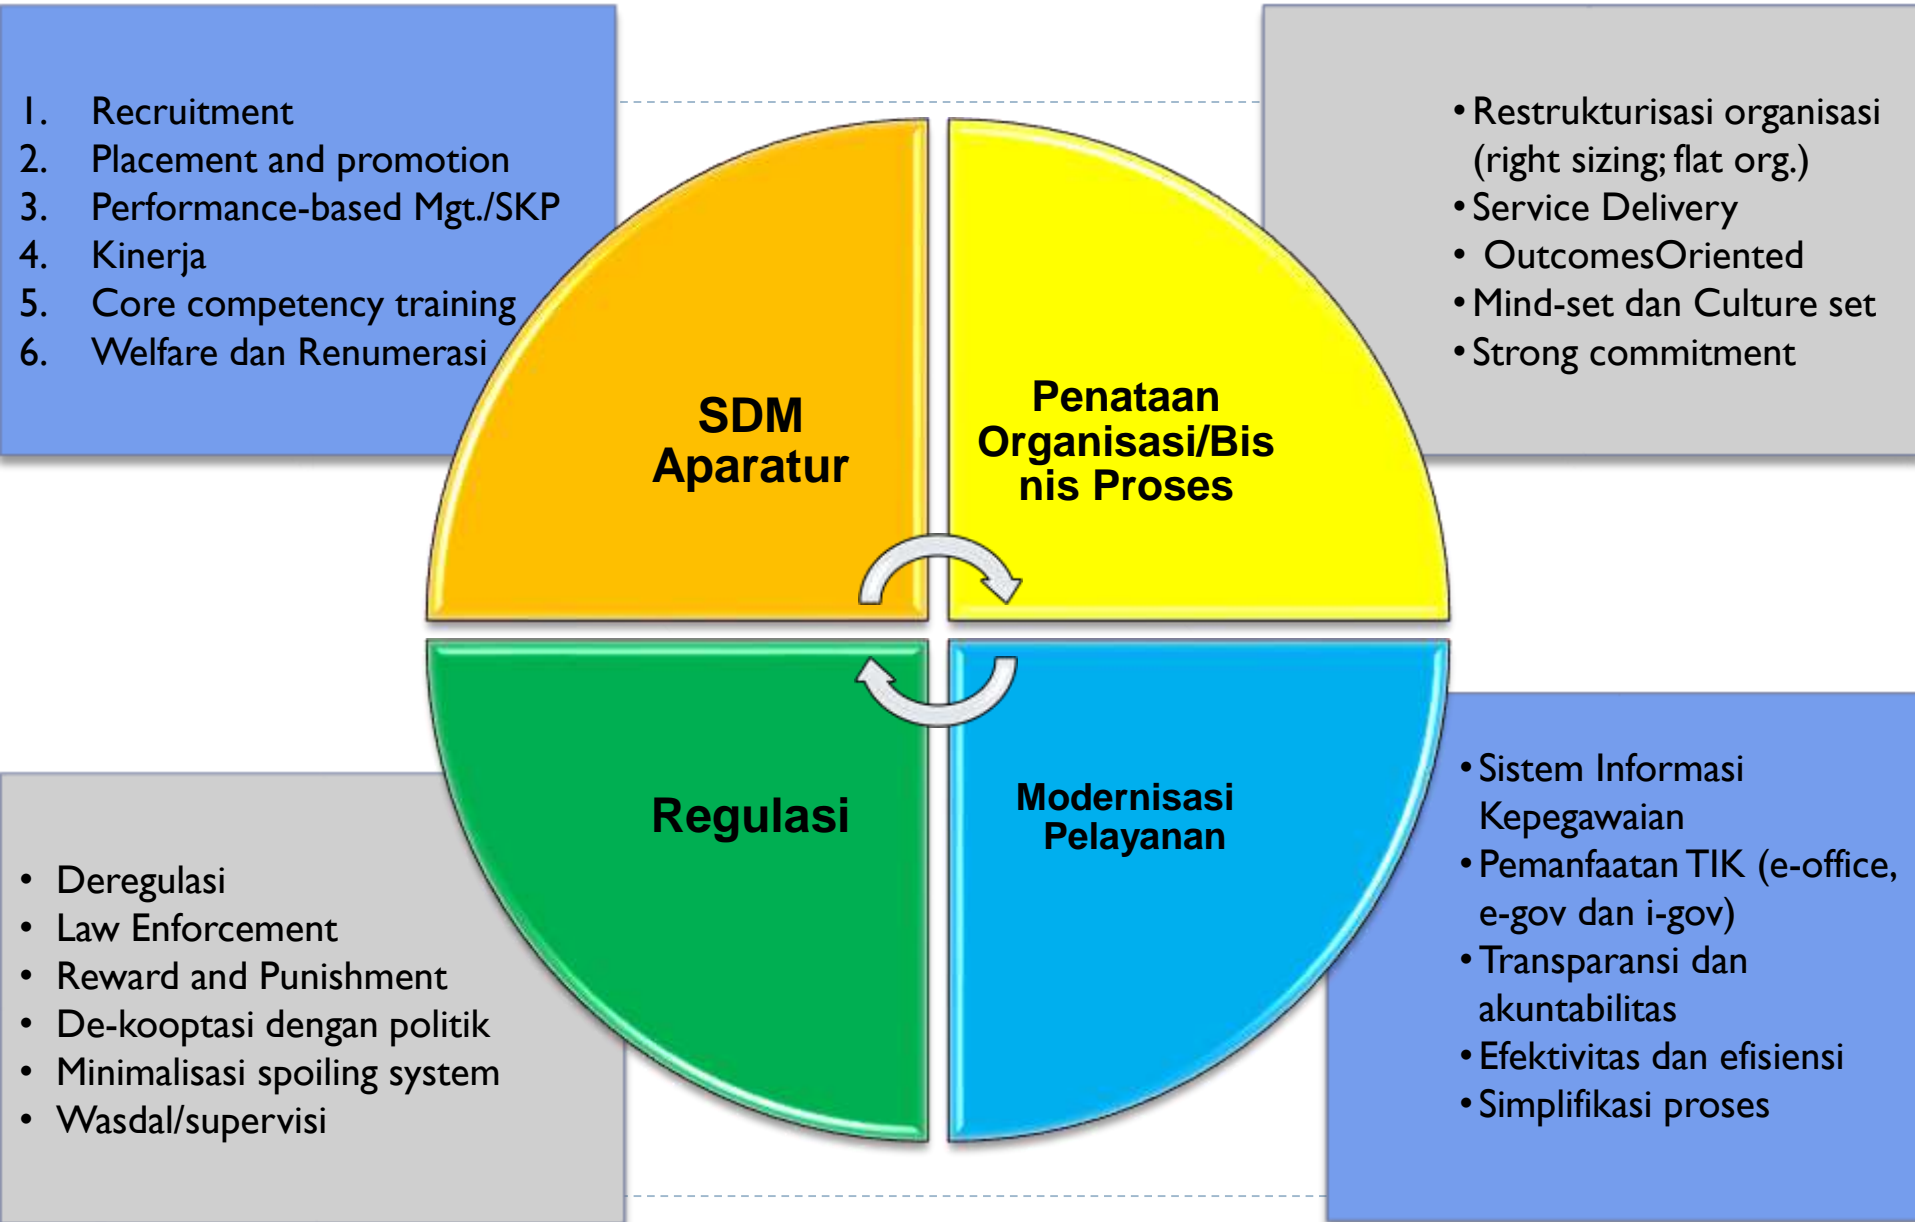 1. Recruitment
2. Placement and promotion
3. Performance-based Mgt./SKP
4. Kinerja
5. Core competency training
6. Welfare dan Renumerasi
• Restrukturisasi organisasi
(right sizing; flat org.)
• Service Delivery
• OutcomesOriented
• Mind-set dan Culture set
• Strong commitment
SDM
Aparatur
Penataan
Organisasi/Bis
nis Proses
Regulasi
Modernisasi
Pelayanan
• Deregulasi
• Law Enforcement
• Reward and Punishment
• De-kooptasi dengan politik
• Minimalisasi spoiling system
• Wasdal/supervisi
• Sistem Informasi
Kepegawaian
• Pemanfaatan TIK (e-office,
e-gov dan i-gov)
• Transparansi dan
akuntabilitas
• Efektivitas dan efisiensi
• Simplifikasi proses